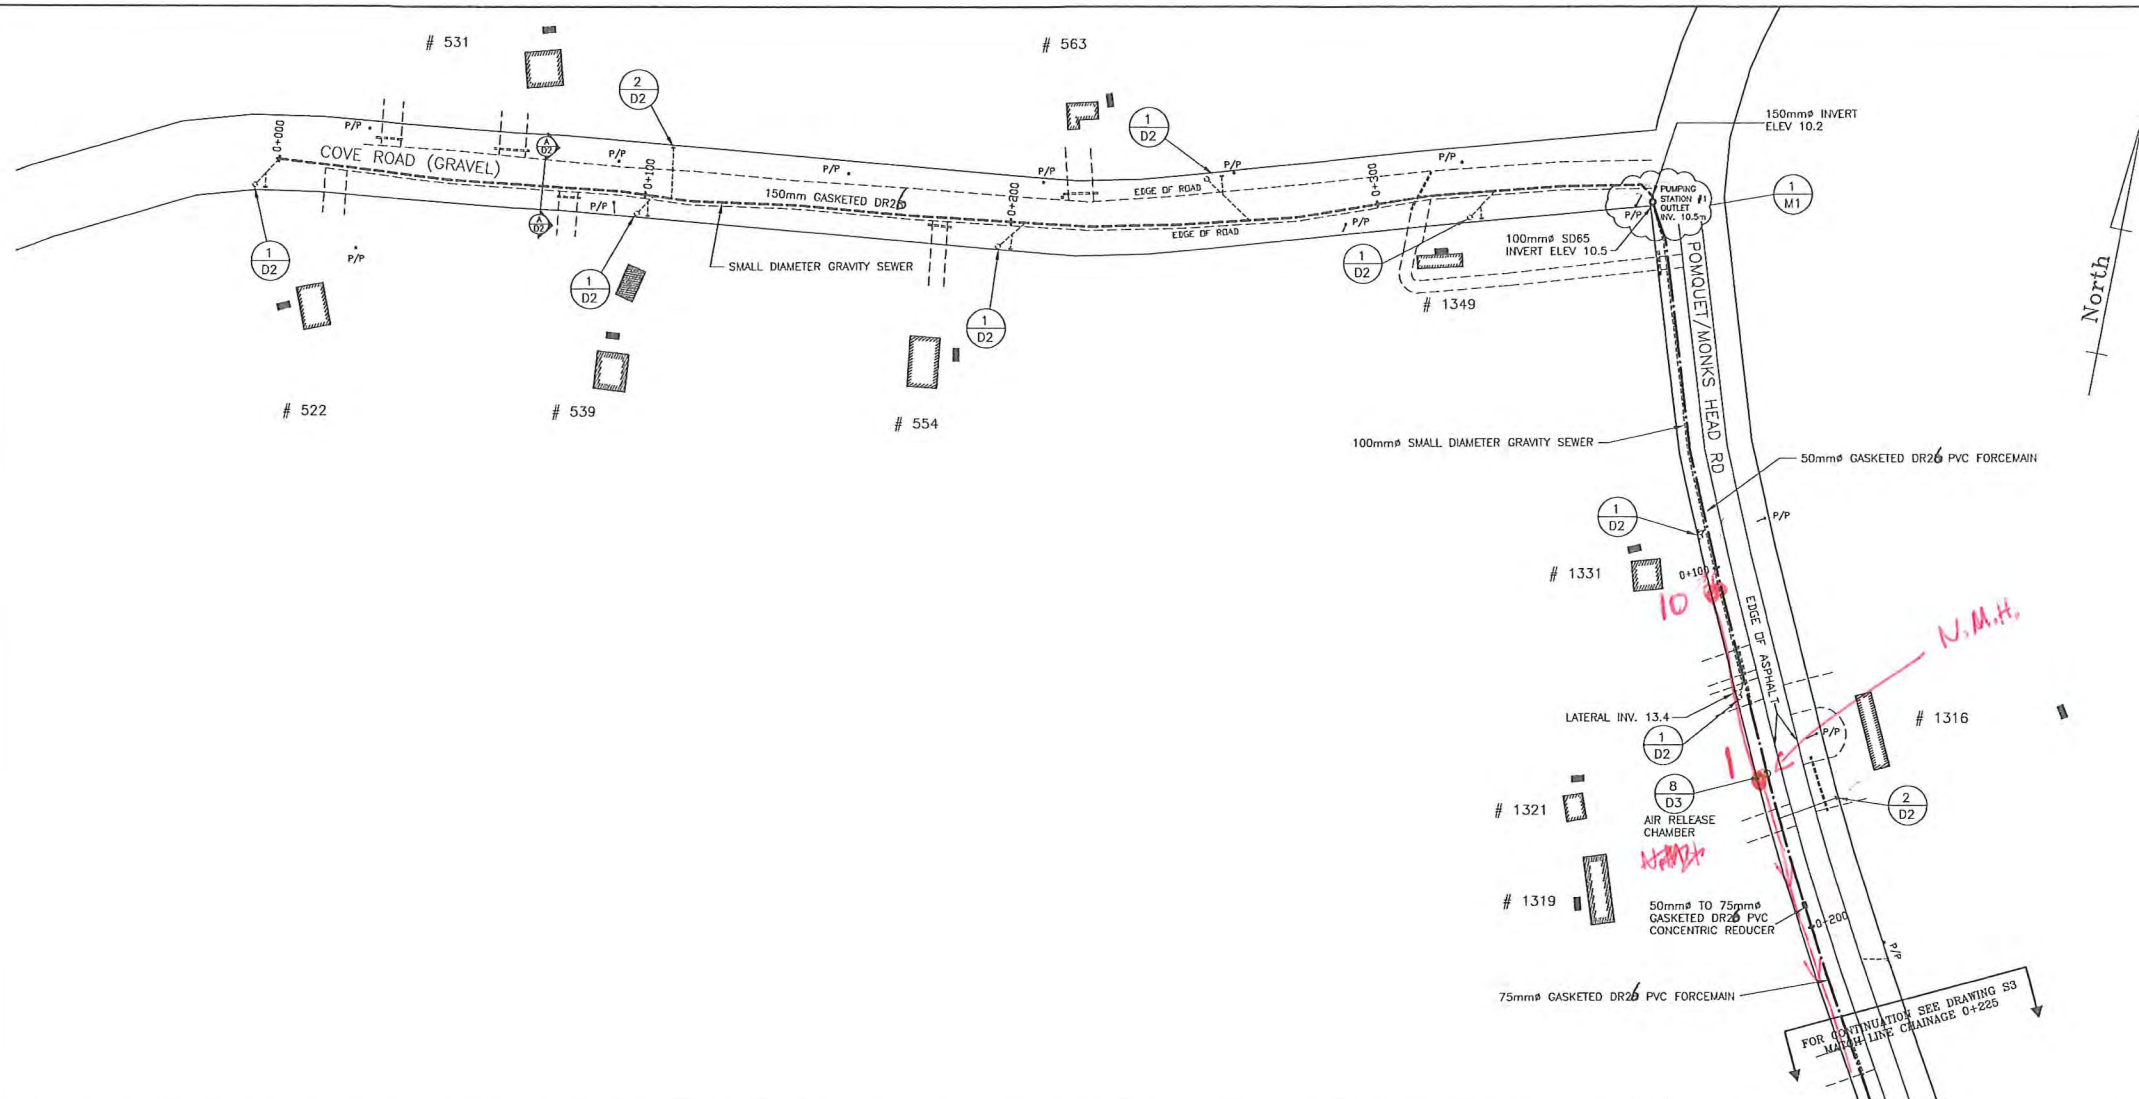 # 531
# 563
2
D2
1
D2
150mmø INVERT
ELEV 10.2
0+000
P/P
COVE ROAD (GRAVEL)
A
D2
P/P
0+100
P/P
150mm GASKETED DR26
P/P
0+200
EDGE OF ROAD
P/P
0+300
P/P
PUMPING
STATION #1
OUTLET
INV. 10.5
P/P
1
M1
A
D2
P/P
EDGE OF ROAD
P/P
1
D2
P/P
SMALL DIAMETER GRAVITY SEWER
1
D2
1
D2
1
D2
100mmø SD65
INVERT ELEV 10.5
# 1349
North
# 522
# 539
# 554
POMQUET/MONKS HEAD RD
100mmø SMALL DIAMETER GRAVITY SEWER
50mmø GASKETED DR26 PVC FORCEMAIN
1
D2
P/P
# 1331
0+100
10
EDGE OF ASPHALT
N.M.H.
LATERAL INV. 13.4
1
D2
P/P
# 1316
1
8
D3
AIR RELEASE
CHAMBER
# 1321
2
D2
# 1319
50mmø TO 75mmø
GASKETED DR26 PVC
CONCENTRIC REDUCER
0+200
P/P
75mmø GASKETED DR26 PVC FORCEMAIN
FOR CONTINUATION SEE DRAWING S3
MATCH LINE CHAINAGE 0+225